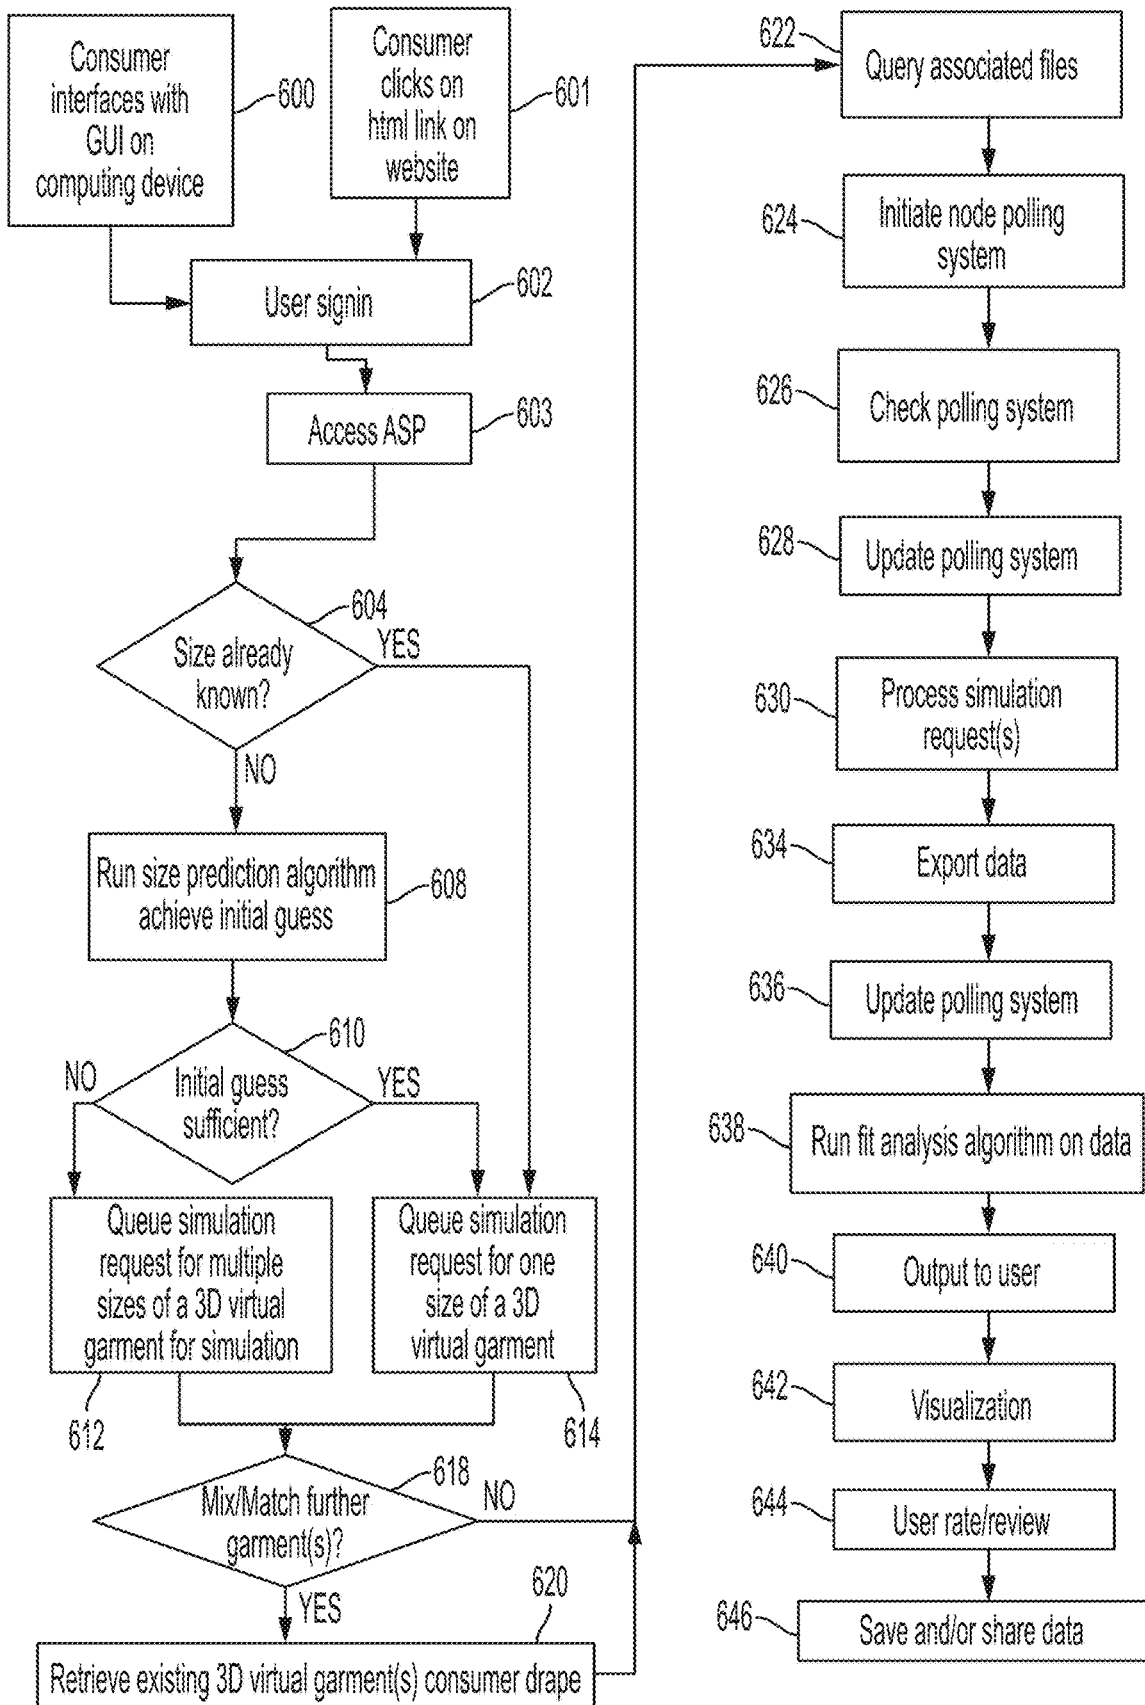 Consumer
interfaces with
GUI on
computing device
600
Consumer
clicks on
html link on
website
601
User signin
602
Access ASP
603
Size already
known?
604
YES
NO
Run size prediction algorithm
achieve initial guess
608
Initial guess
sufficient?
610
NO
YES
Queue simulation
request for multiple
sizes of a 3D virtual
garment for simulation
612
Queue simulation
request for one
size of a 3D
virtual garment
614
Mix/Match further
garment(s)?
618
NO
YES
620
Retrieve existing 3D virtual garment(s) consumer drape
622
Query associated files
624
Initiate node polling
system
626
Check polling system
628
Update polling system
630
Process simulation
request(s)
634
Export data
636
Update polling system
638
Run fit analysis algorithm on data
640
Output to user
642
Visualization
644
User rate/review
646
Save and/or share data